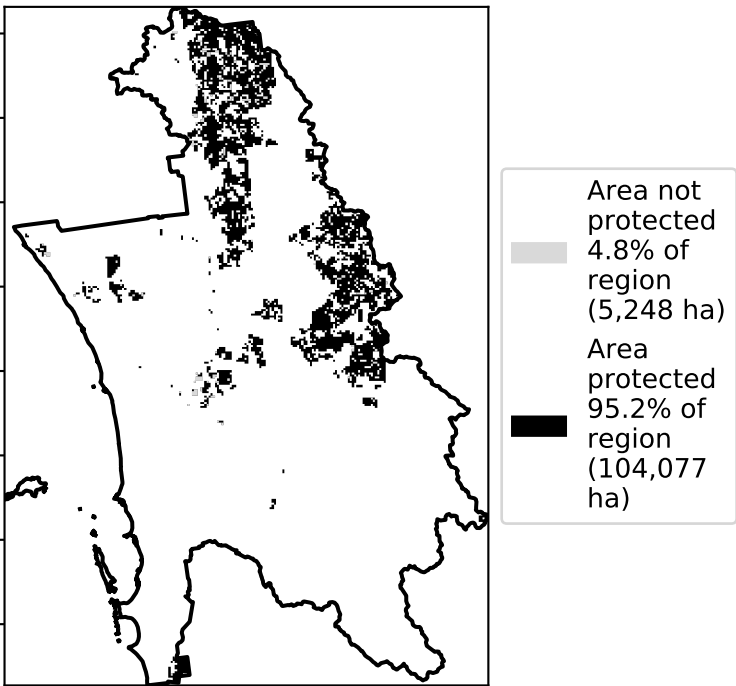 Area not
protected
4.8% of
region
(5,248 ha)
Area
protected
95.2% of
region
(104,077
ha)